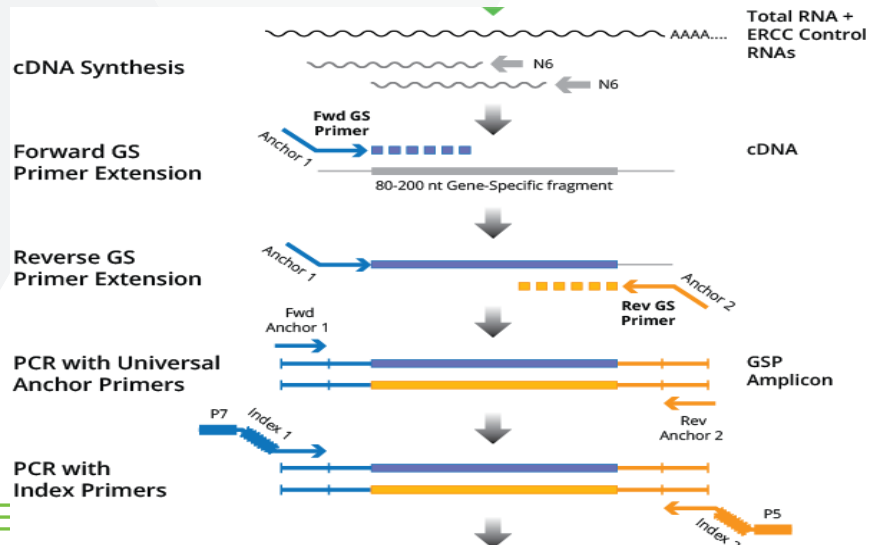 Total RNA +
ERCC Control
RNAs
AAAA....
cDNA Synthesis
N6
N6
Fwd GS
Primer
Anchor 1
Forward GS
Primer Extension
cDNA
80-200 nt Gene-Specific fragment
Reverse GS
Primer Extension
Anchor 1
Anchor 2
Rev GS
Primer
Fwd
Anchor 1
PCR with Universal
Anchor Primers
GSP
Amplicon
Rev
Anchor 2
P7
Index 1
PCR with
Index Primers
P5
Index